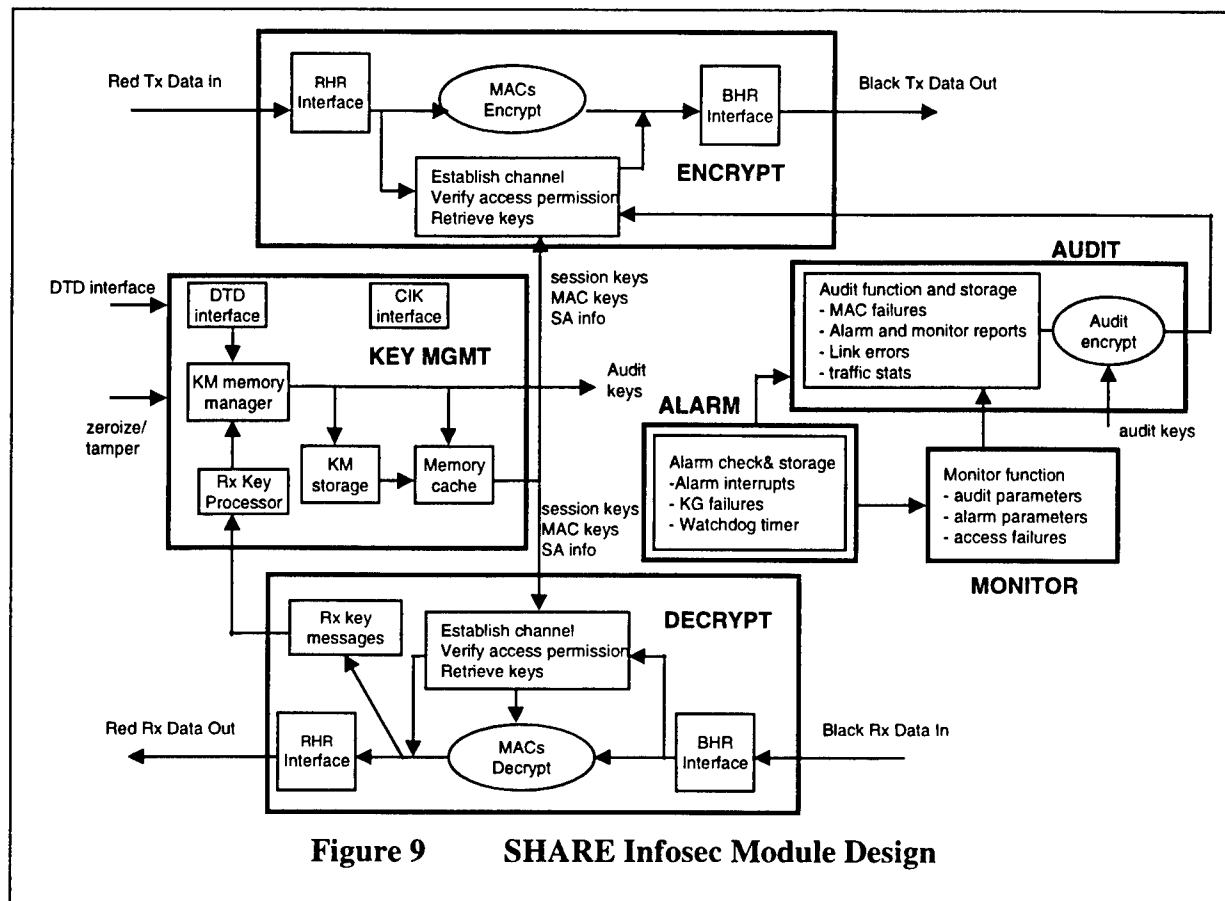 Red Tx Data In
RHR
Interface
MACs
Encrypt
BHR
Interface
Black Tx Data Out
Establish channel
Verify access permission
Retrieve keys
ENCRYPT
DTD interface
DTD
interface
CIK
interface
KEY MGMT
session keys
MAC keys
SA info
KM memory
manager
Audit
keys
zeroize/
tamper
Rx Key
Processor
KM
storage
Memory
cache
session keys
MAC keys
SA info
AUDIT
Audit function and storage
- MAC failures
- Alarm and monitor reports
- Link errors
- traffic stats
Audit
encrypt
audit keys
ALARM
Alarm check& storage
-Alarm interrupts
- KG failures
- Watchdog timer
Monitor function
- audit parameters
- alarm parameters
- access failures
MONITOR
Rx key
messages
Establish channel
Verify access permission
Retrieve keys
DECRYPT
Red Rx Data Out
RHR
Interface
MACs
Decrypt
BHR
Interface
Black Rx Data In
Figure 9 SHARE Infosec Module Design